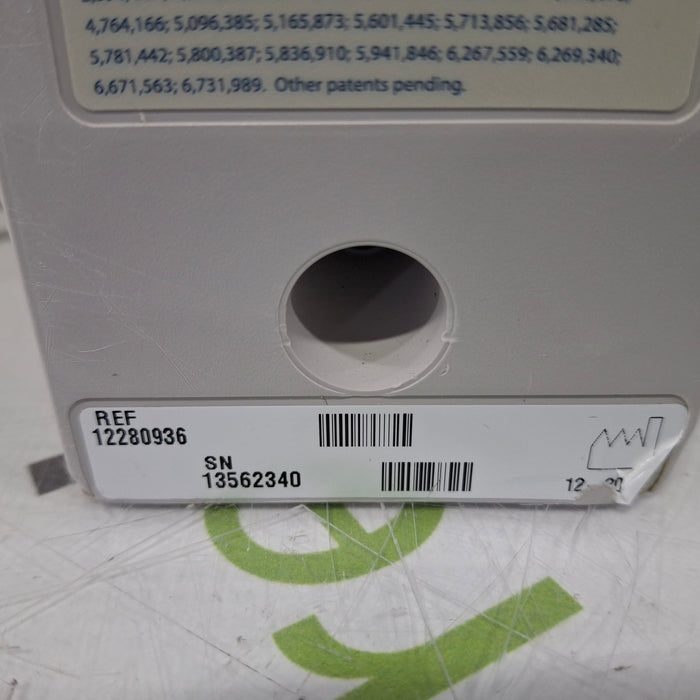 4,764,166; 5,096,385; 5,165,873; 5,601,445; 5,713,856; 5,681,285;
5,781,442; 5,800,387; 5,836,910; 5,941,846; 6,267,559; 6,269,340;
6,671,563; 6,731,989. Other patents pending.
REF
12280936
SN
13562340
12